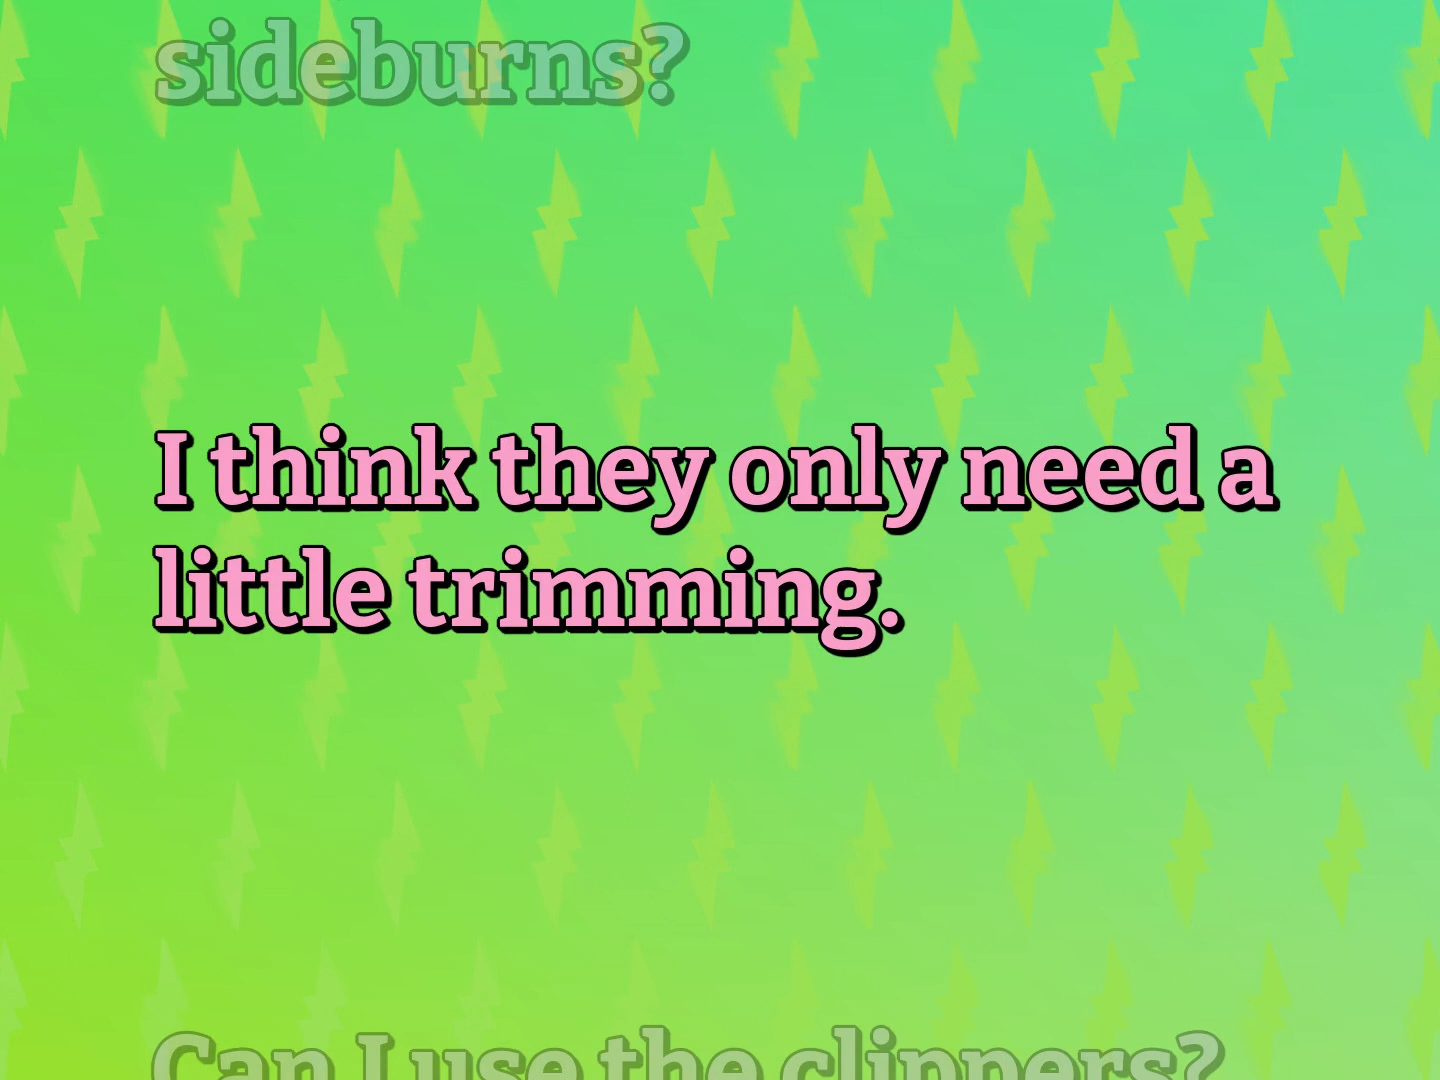 sideburns?
I think they only need a
little trimming.
Can I use the clippers?